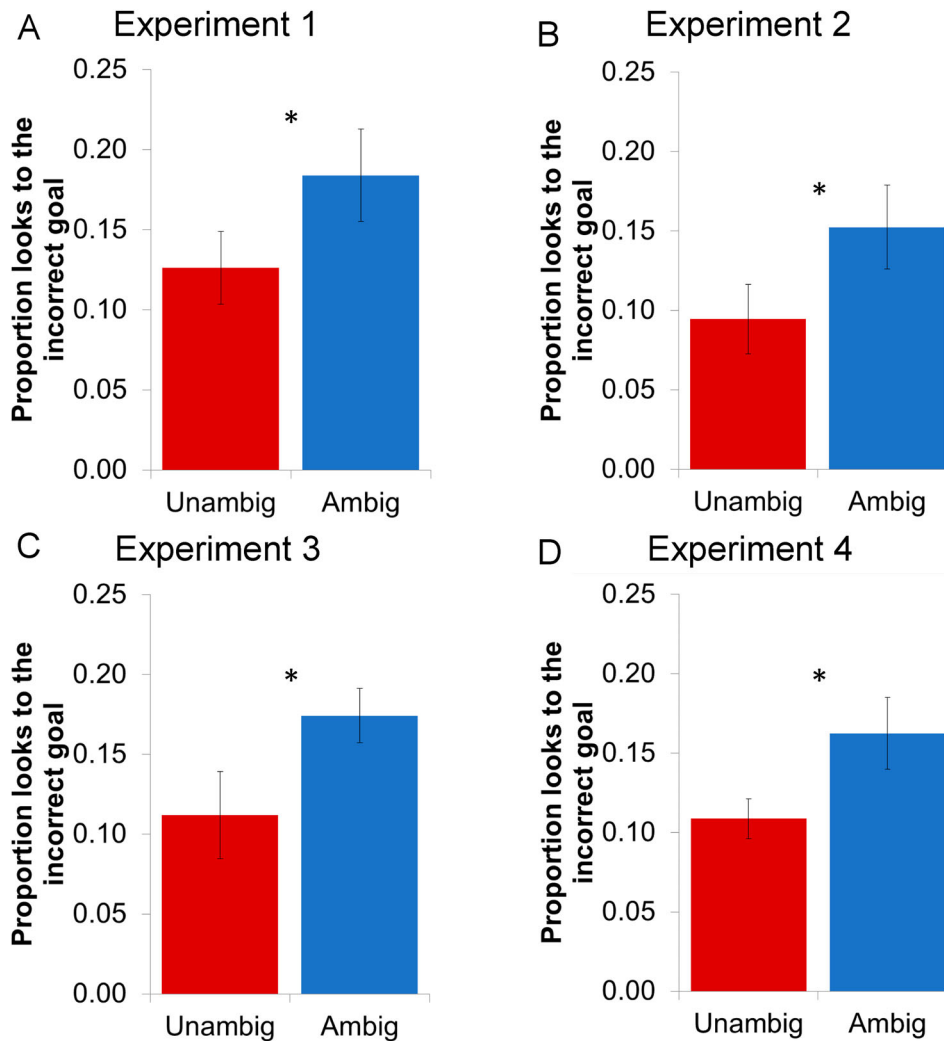 A
Experiment 1
Proportion looks to the
incorrect goal
0.25
0.20
0.15
0.10
0.05
0.00
*
Unambig
Ambig
B
Experiment 2
Proportion looks to the
incorrect goal
0.25
0.20
0.15
0.10
0.05
0.00
*
Unambig
Ambig
C
Experiment 3
Proportion looks to the
incorrect goal
0.25
0.20
0.15
0.10
0.05
0.00
*
Unambig
Ambig
D
Experiment 4
Proportion looks to the
incorrect goal
0.25
0.20
0.15
0.10
0.05
0.00
*
Unambig
Ambig